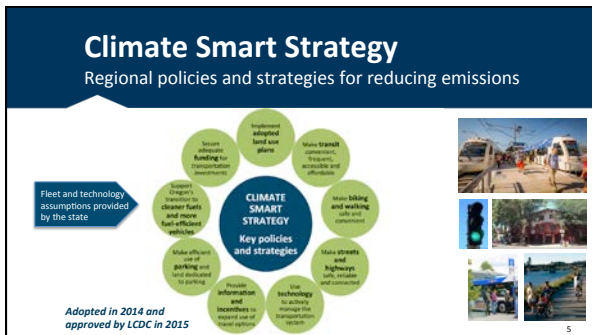 Climate Smart Strategy
Regional policies and strategies for reducing emissions
Fleet and technology
assumptions provided
by the state
CLIMATE
SMART
STRATEGY
Key policies
and strategies
Implement
adopted
land use
plans
Make transit
convenient,
frequent,
accessible and
affordable
Make biking
and walking
safe and
convenient
Make streets
and
highways
safe, reliable
and connected
Use
technology
to actively
manage the
transportation
system
Provide
information
and
incentives to
expand use of
travel options
Make efficient
use of
parking and
land dedicated
to parking
Support
Oregon's
transition to
cleaner fuels
and more
fuel-efficient
vehicles
Secure
adequate
funding for
transportation
investments
Adopted in 2014 and
approved by LCDC in 2015
5